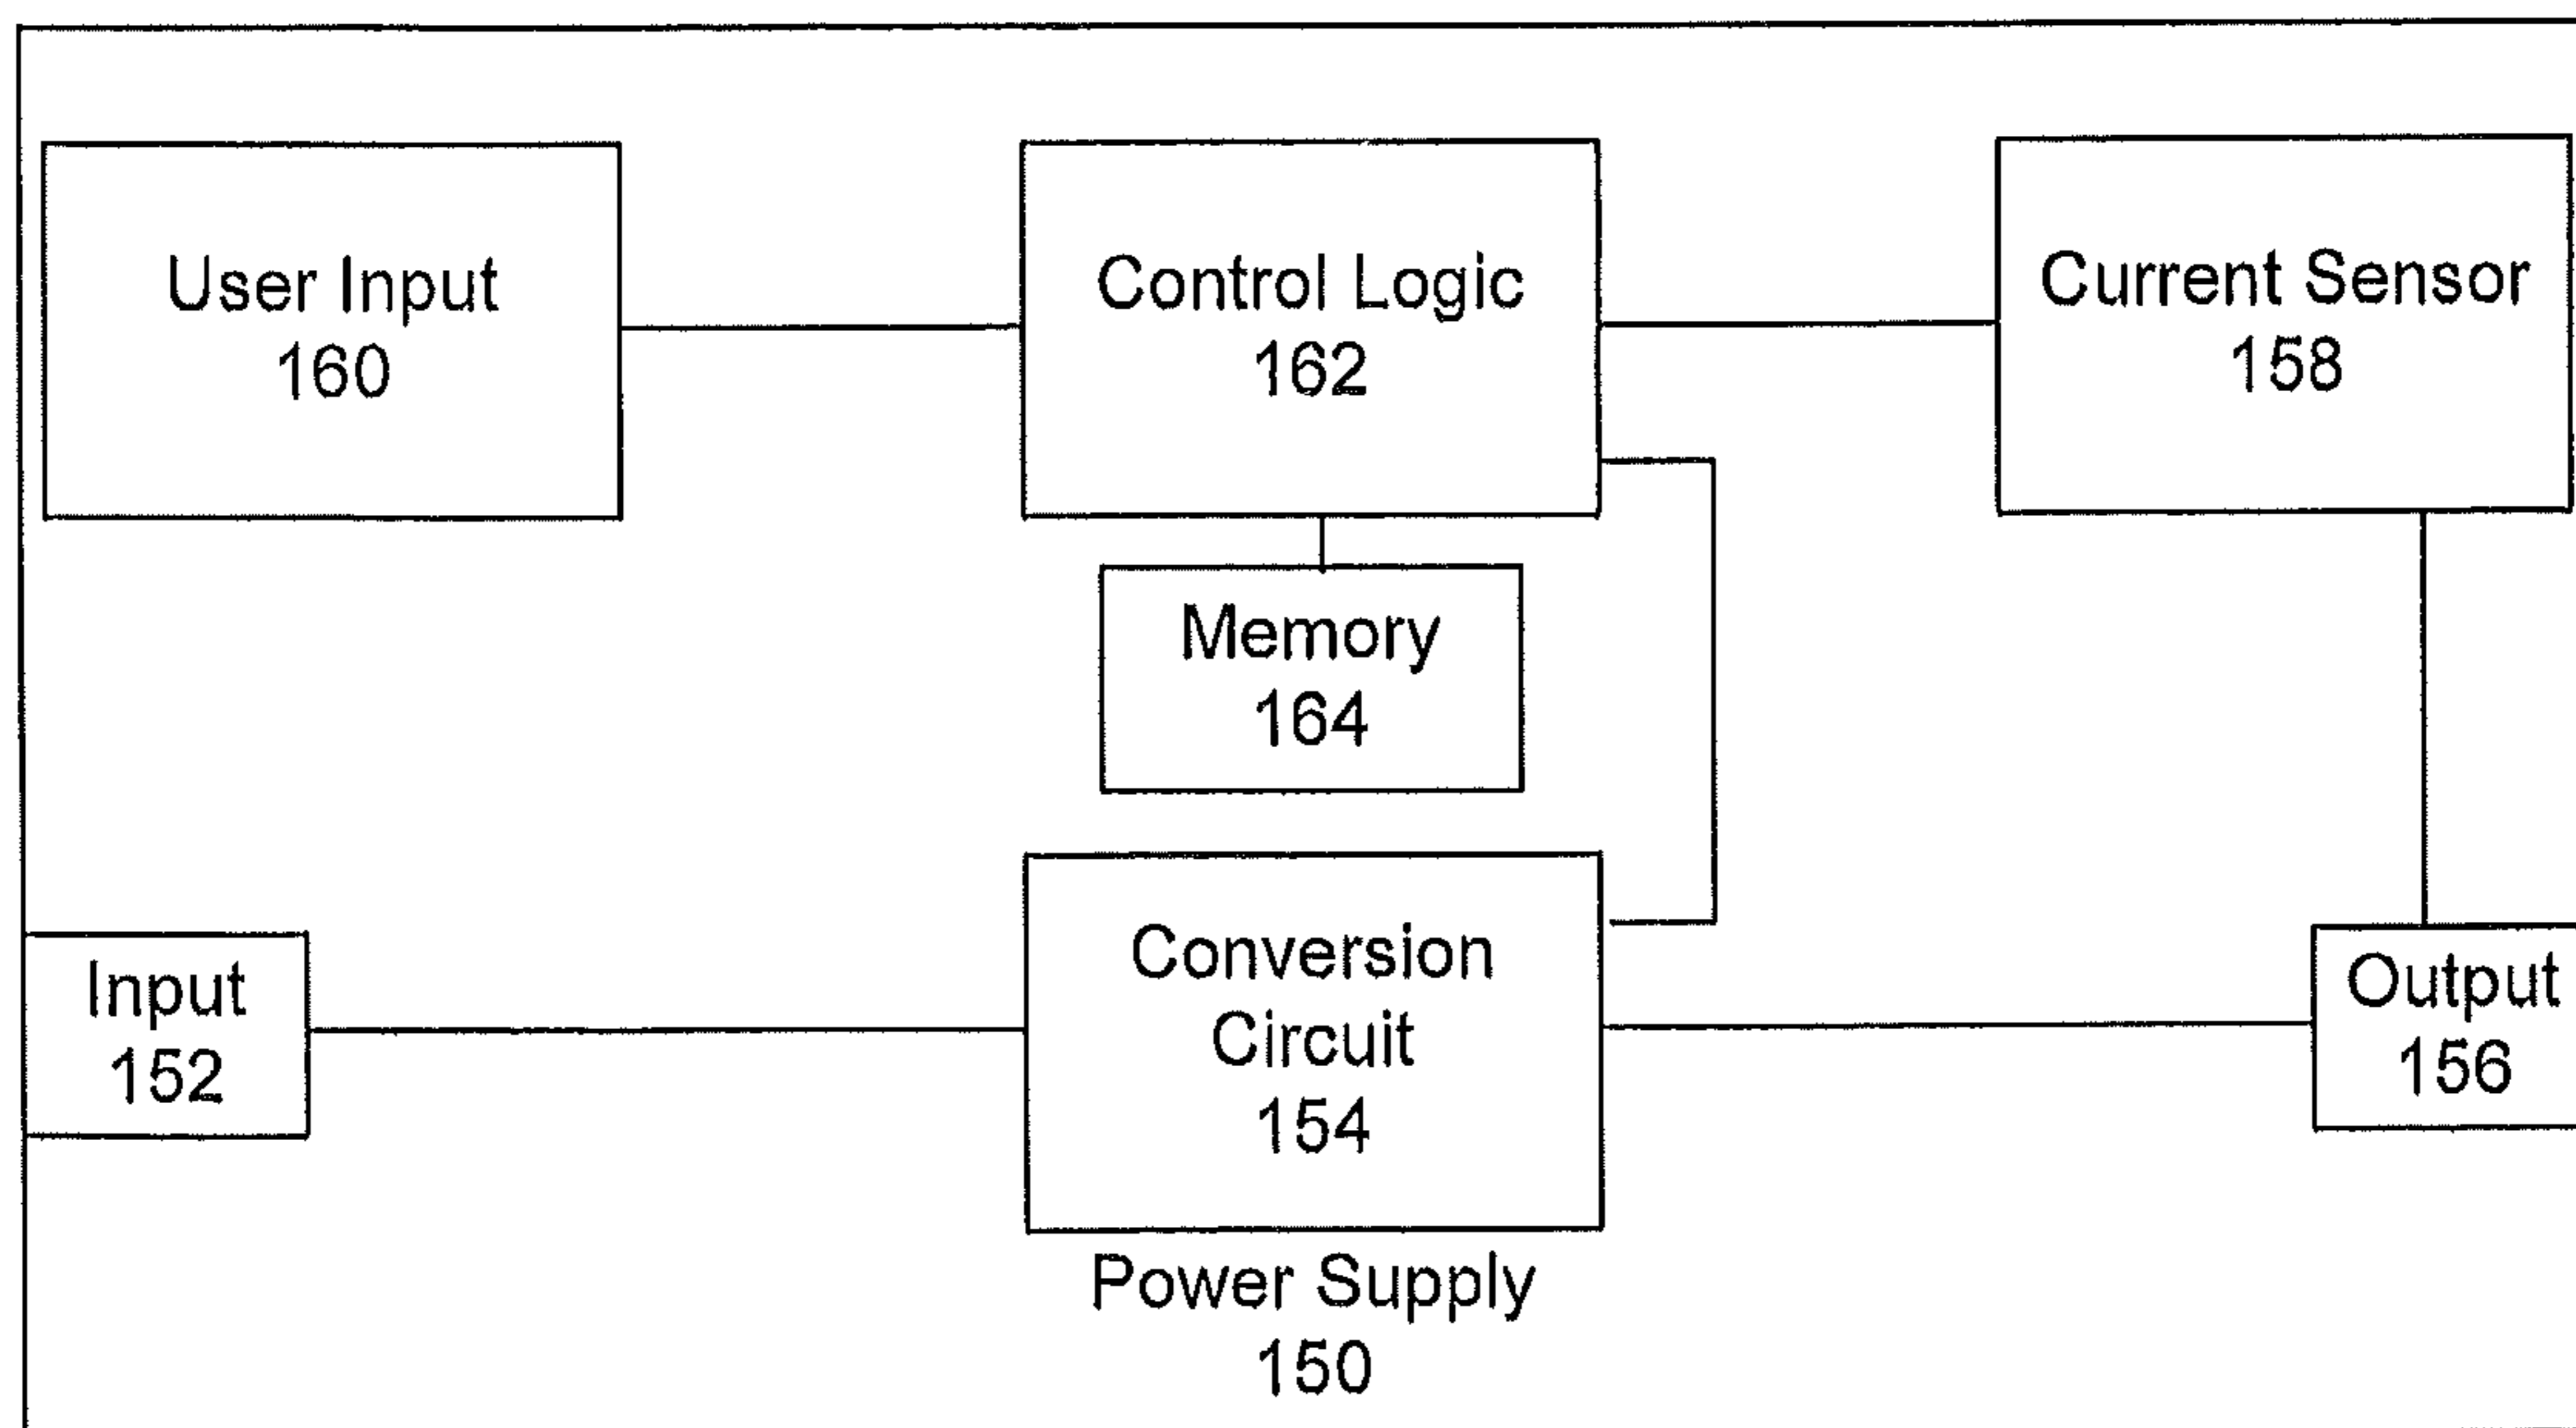 User Input
160
Control Logic
162
Current Sensor
158
Memory
164
Input
152
Conversion
Circuit
154
Output
156
Power Supply
150